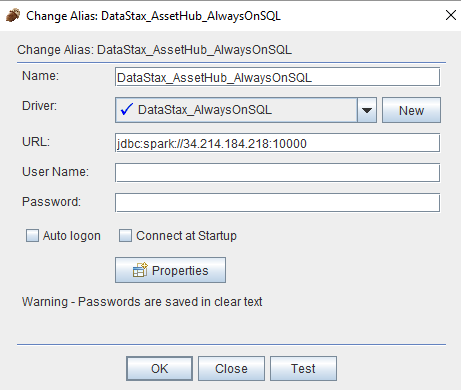 Change Alias: DataStax_AssetHub_AlwaysOnSQL
Change Alias: DataStax_AssetHub_AlwaysOnSQL
Name: DataStax_AssetHub_AlwaysOnSQL
Driver: DataStax_AlwaysOnSQL New
URL: jdbc:spark://34.214.184.218:10000
User Name:
Password:
Auto logon Connect at Startup
Properties
Warning - Passwords are saved in clear text
OK Close Test